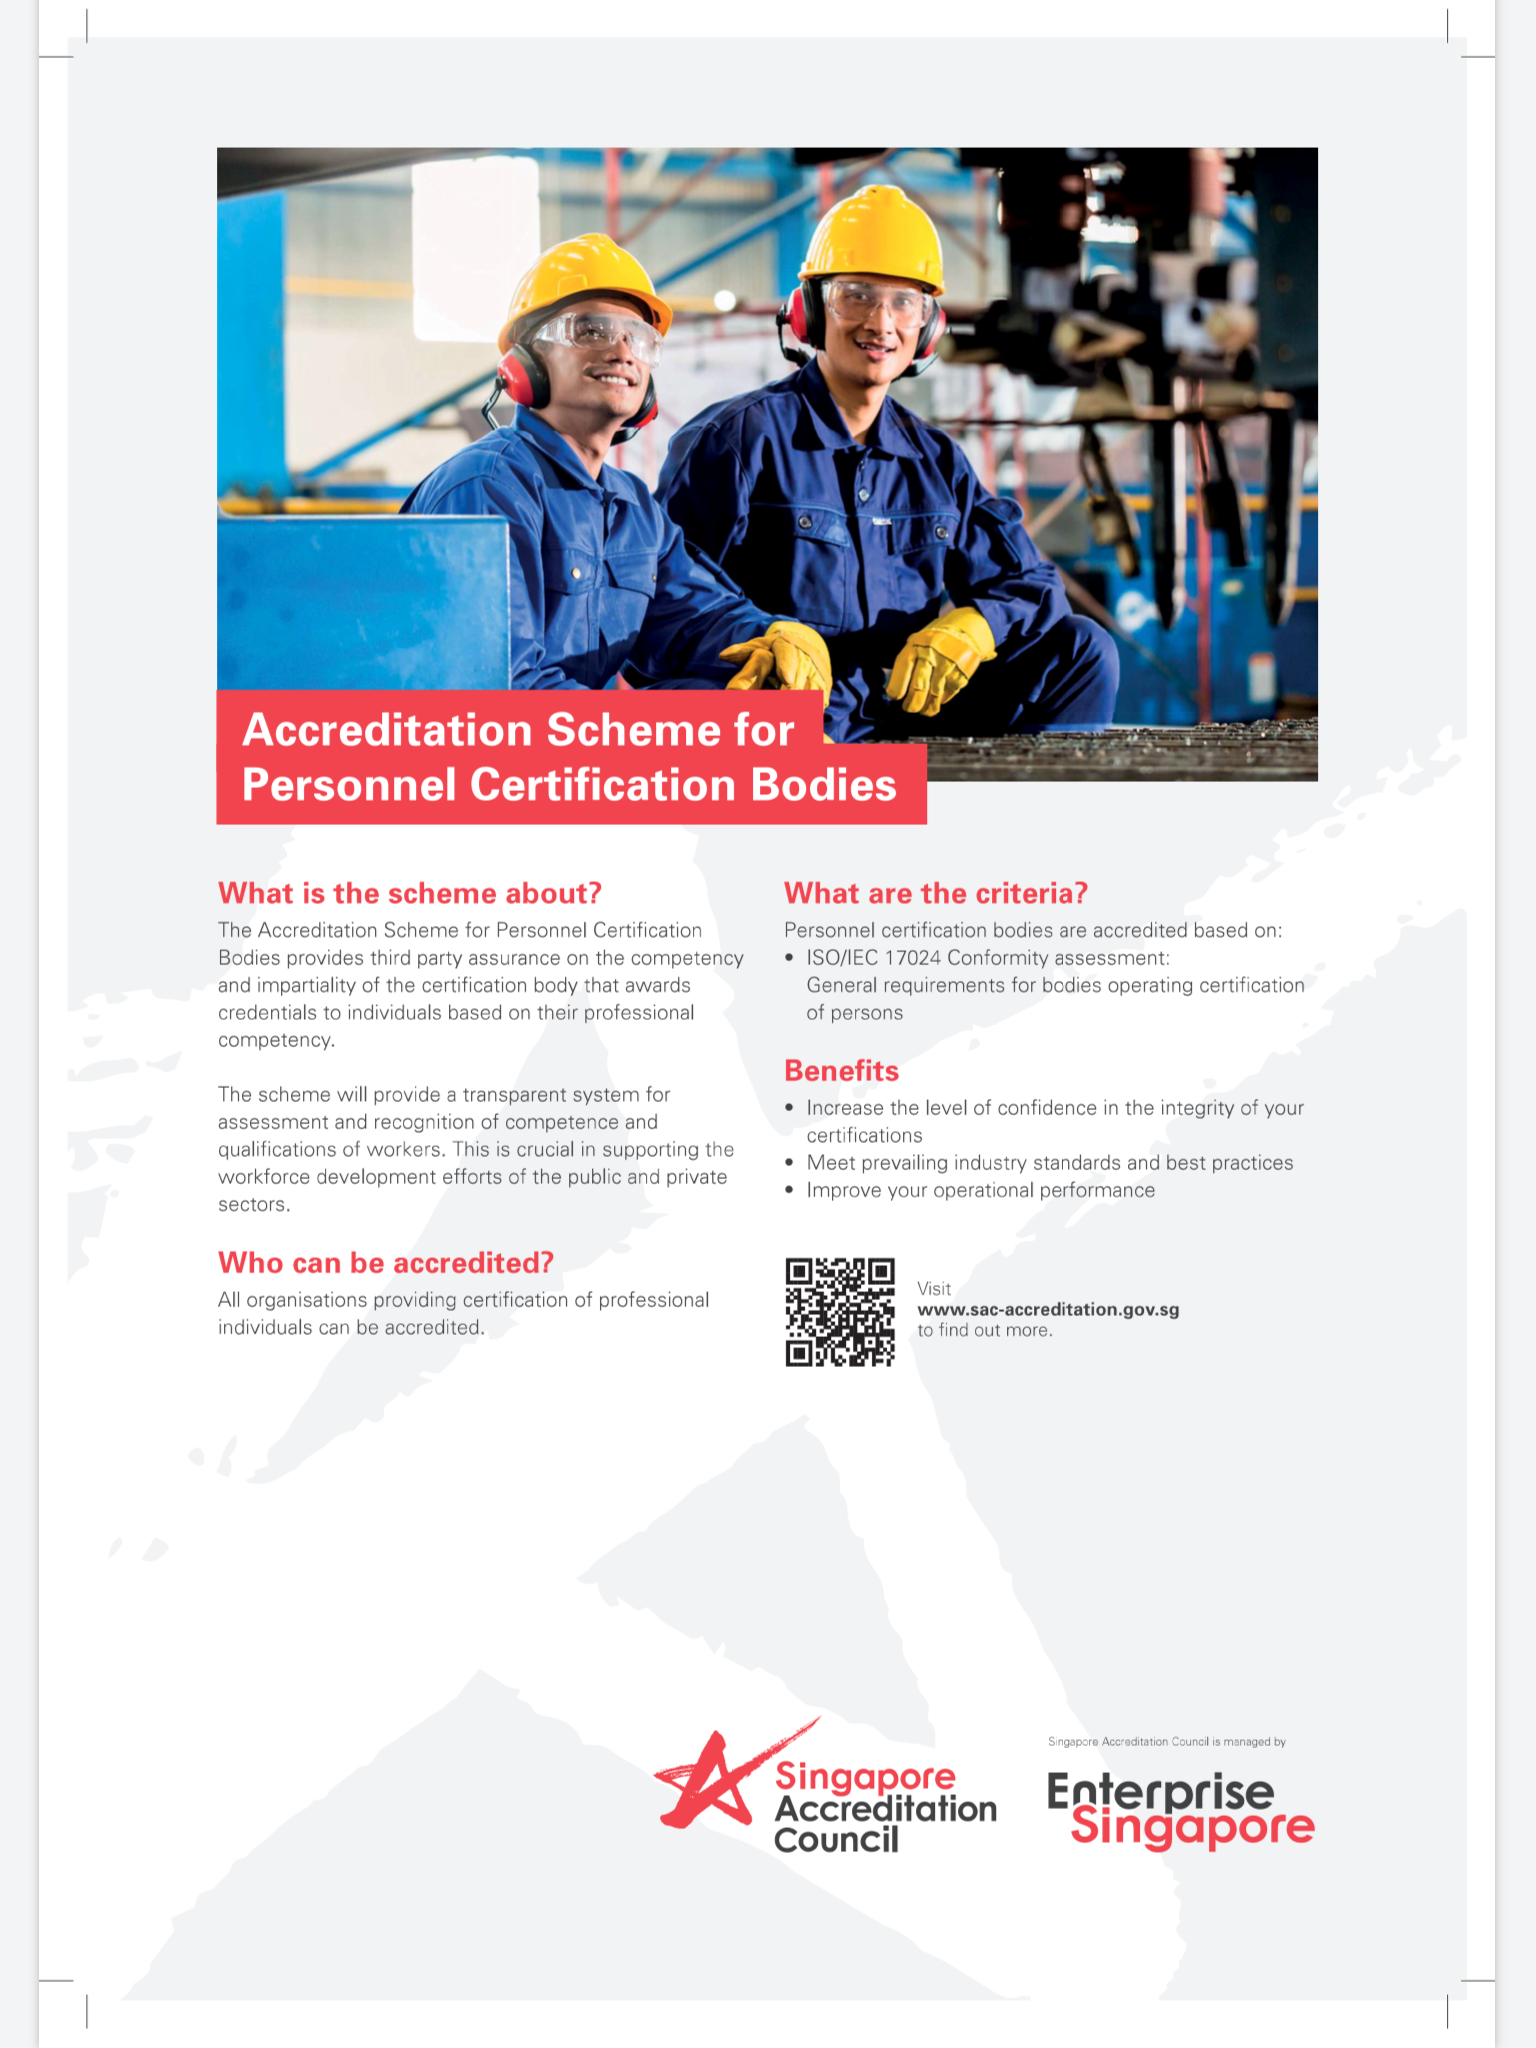 Accreditation Scheme for
Personnel Certification Bodies
What is the scheme about?
The Accreditation Scheme for Personnel Certification
Bodies provides third party assurance on the competency
and impartiality of the certification body that awards
credentials to individuals based on their professional
competency.
The scheme will provide a transparent system for
assessment and recognition of competence and
qualifications of workers. This is crucial in supporting the
workforce development efforts of the public and private
sectors.
Who can be accredited?
All organisations providing certification of professional
individuals can be accredited.
What are the criteria?
Personnel certification bodies are accredited based on:
• ISO/IEC 17024 Conformity assessment:
General requirements for bodies operating certification
of persons
Benefits
• Increase the level of confidence in the integrity of your
certifications
• Meet prevailing industry standards and best practices
• Improve your operational performance
Visit
www.sac-accreditation.gov.sg
to find out more.
Singapore
Accreditation
Council
Singapore Accreditation Council is managed by
Enterprise
Singapore